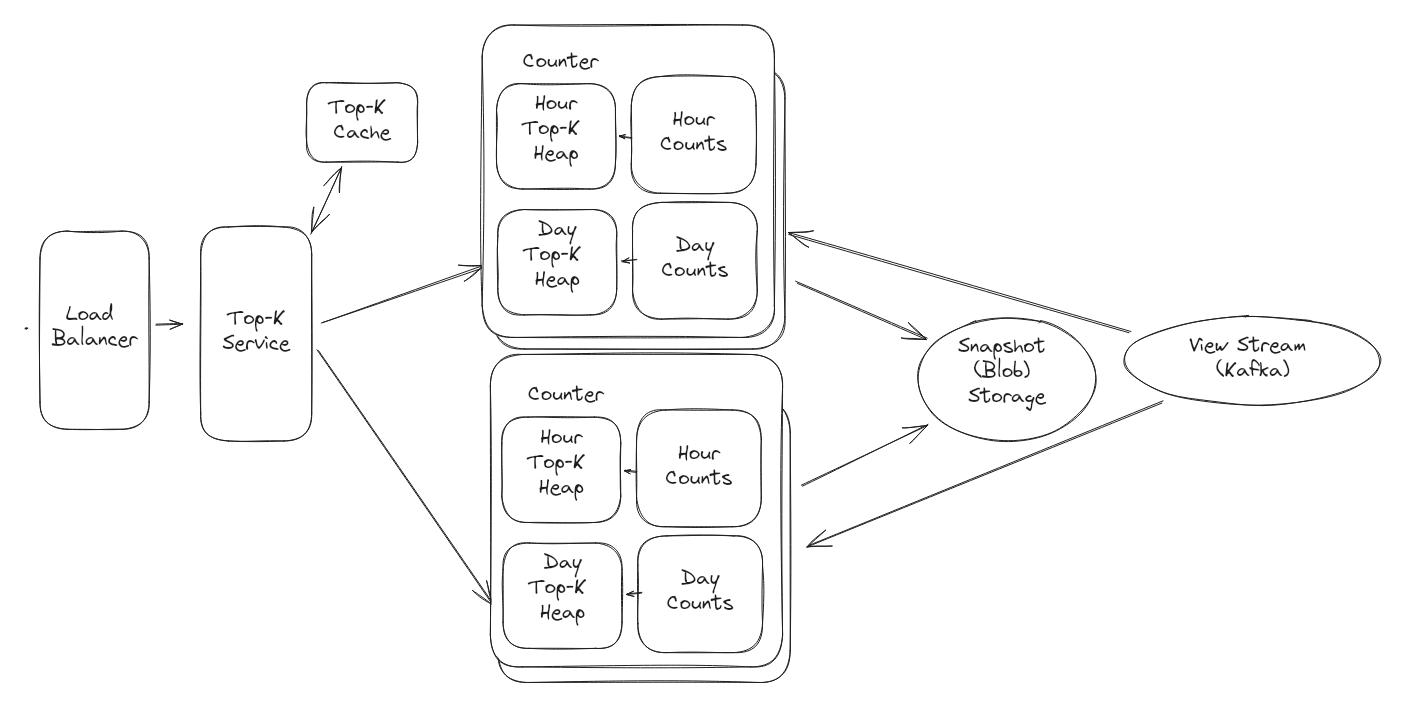 Counter
Hour
Top-K
Heap
Hour
Counts
Day
Top-K
Heap
Day
Counts
Top-K
Cache
Load
Balancer
Top-K
Service
Snapshot
(Blob)
Storage
View Stream
(Kafka)
Counter
Hour
Top-K
Heap
Hour
Counts
Day
Top-K
Heap
Day
Counts